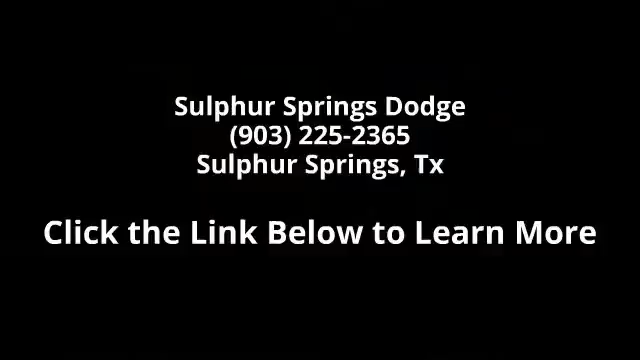 Sulphur Springs Dodge
(903) 225-2365
Sulphur Springs, Tx
Click the Link Below to Learn More